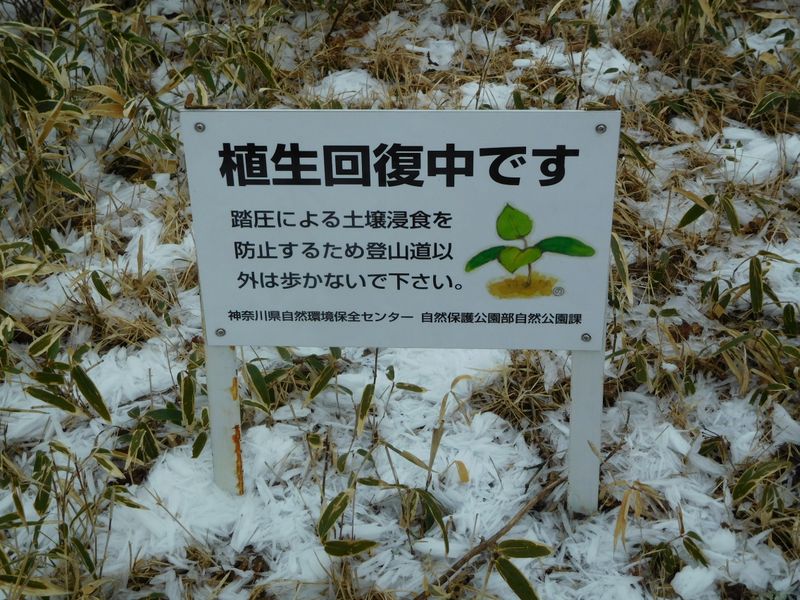 植生回復中です
踏圧による土壌浸食を
防止するため登山道以
外は歩かないで下さい。
神奈川県自然環境保全センター 自然保護公園部自然公園課